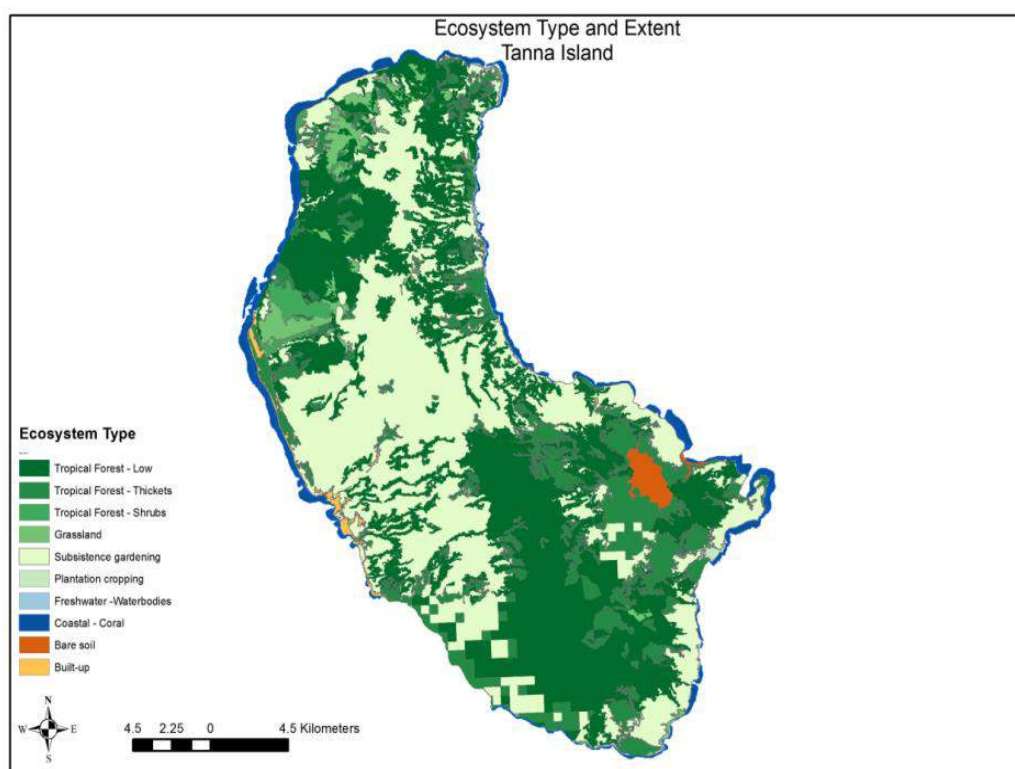 Ecosystem Type and Extent
Tanna Island
Ecosystem Type
Tropical Forest - Low
Tropical Forest - Thickets
Tropical Forest - Shrubs
Grassland
Subsistence gardening
Plantation cropping
Freshwater -Waterbodies
Coastal - Coral
Bare soil
Built-up
N
W E
S
4.5 2.25 0 4.5 Kilometers